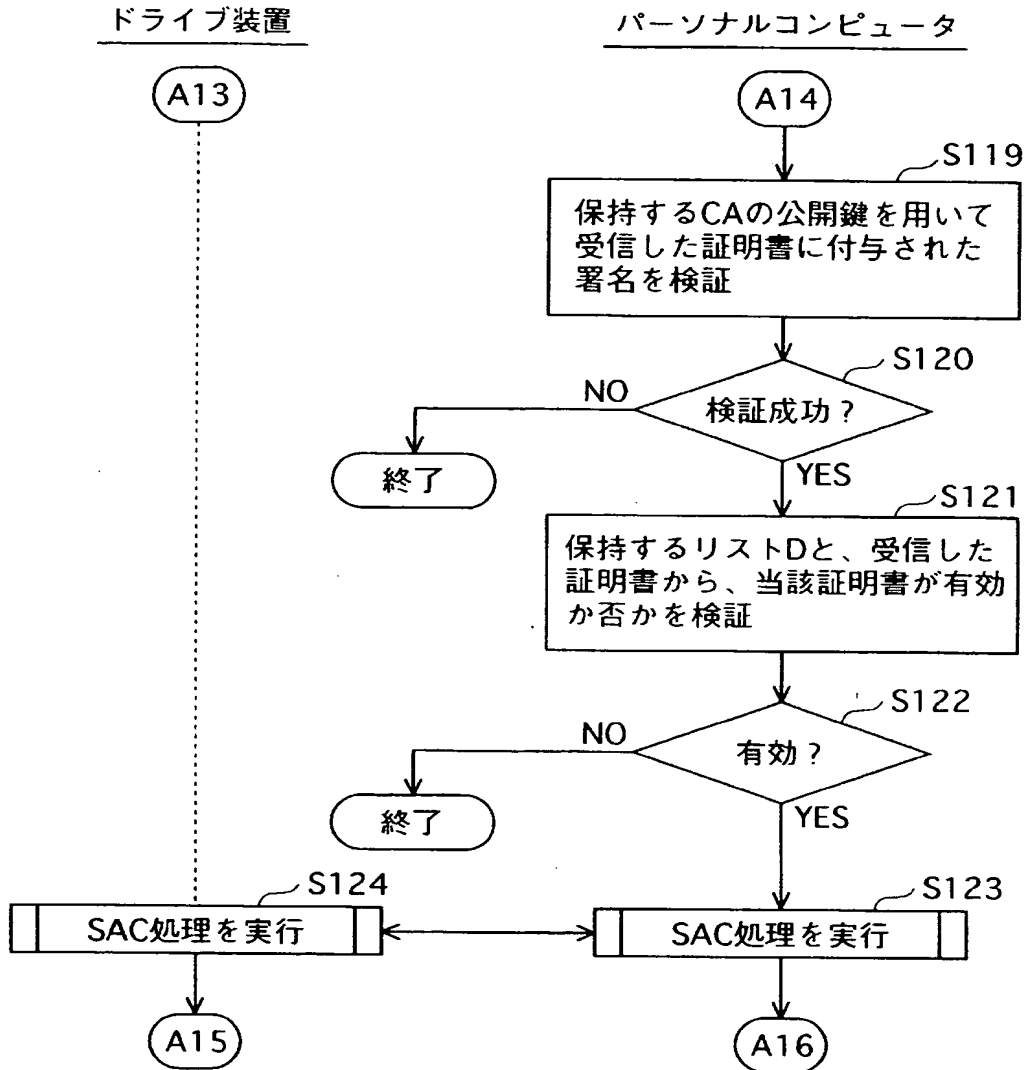 ドライブ装置
パーソナルコンピュータ
A13
A14
S119
保持するCAの公開鍵を用いて
受信した証明書に付与された
署名を検証
S120
NO
検証成功?
終了
YES
S121
保持するリストDと、受信した
証明書から、当該証明書が有効
か否かを検証
S122
NO
有効?
終了
YES
S124
S123
SAC処理を実行
SAC処理を実行
A15
A16